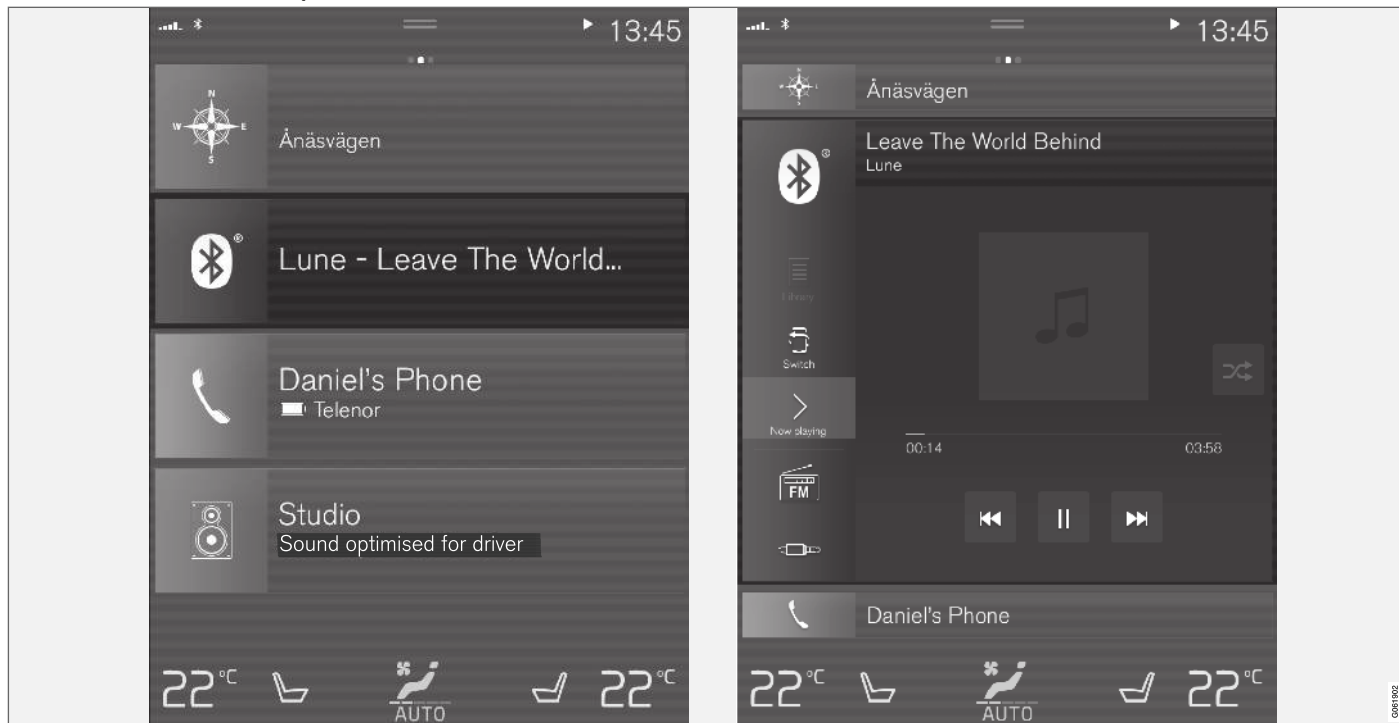 13:45
N
W E
S
Ånäsvägen
®
Lune - Leave The World...
Daniel's Phone
Telenor
Studio
Sound optimised for driver
22°C
AUTO
22°C
13:45
Ånäsvägen
®
Leave The World Behind
Lune
Library
Switch
Now playing
00:14
03:58
FM
Daniel's Phone
22°C
AUTO
22°C
G061902